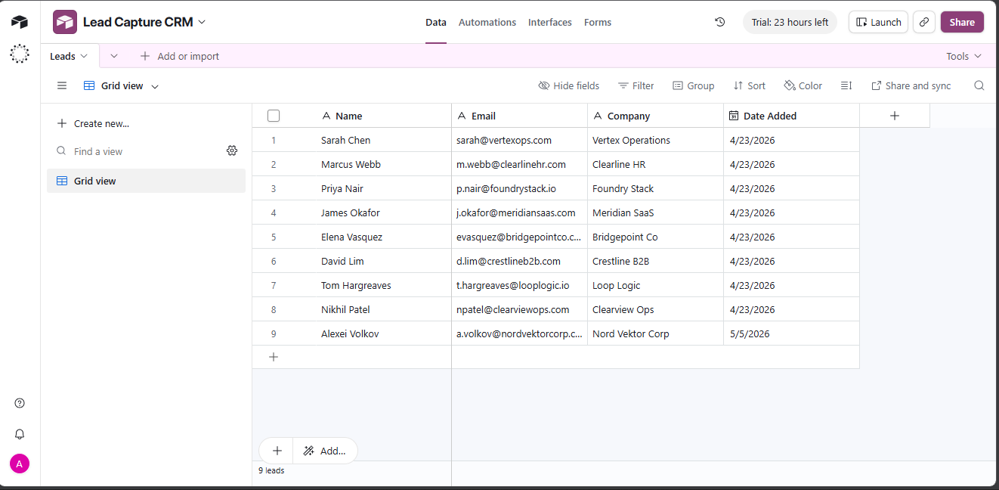 Lead Capture CRM
Data Automations Interfaces Forms
Trial: 23 hours left
Launch
Share
Leads
Add or import
Tools
Grid view
Hide fields Filter Group Sort Color Share and sync
Create new...
Find a view
Grid view
Name Email Company Date Added
1 Sarah Chen sarah@vertexops.com Vertex Operations 4/23/2026
2 Marcus Webb m.webb@clearlinehr.com Clearline HR 4/23/2026
3 Priya Nair p.nair@foundrystack.io Foundry Stack 4/23/2026
4 James Okafor j.okafor@meridiansaas.com Meridian SaaS 4/23/2026
5 Elena Vasquez evasquez@bridgepointco.c... Bridgepoint Co 4/23/2026
6 David Lim d.lim@crestlineb2b.com Crestline B2B 4/23/2026
7 Tom Hargreaves t.hargreaves@looplogic.io Loop Logic 4/23/2026
8 Nikhil Patel npatel@clearviewops.com Clearview Ops 4/23/2026
9 Alexei Volkov a.volkov@nordvektorcorp.c... Nord Vektor Corp 5/5/2026
Add...
9 leads
A